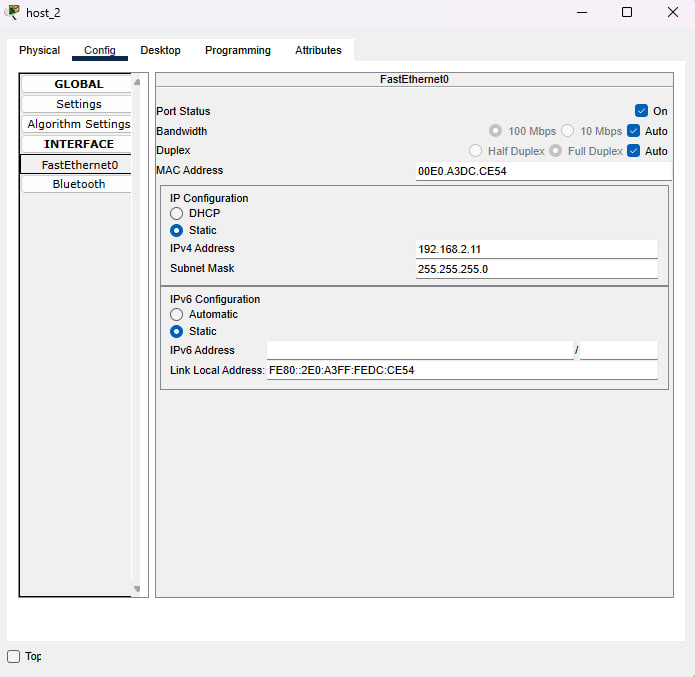 host_2
Physical Config Desktop Programming Attributes
GLOBAL
Settings
Algorithm Settings
INTERFACE
FastEthernet0
Bluetooth
FastEthernet0
Port Status On
Bandwidth 100 Mbps 10 Mbps Auto
Duplex Half Duplex Full Duplex Auto
MAC Address 00E0.A3DC.CE54
IP Configuration
DHCP
Static
IPv4 Address 192.168.2.11
Subnet Mask 255.255.255.0
IPv6 Configuration
Automatic
Static
IPv6 Address /
Link Local Address: FE80::2E0:A3FF:FEDC:CE54
Top